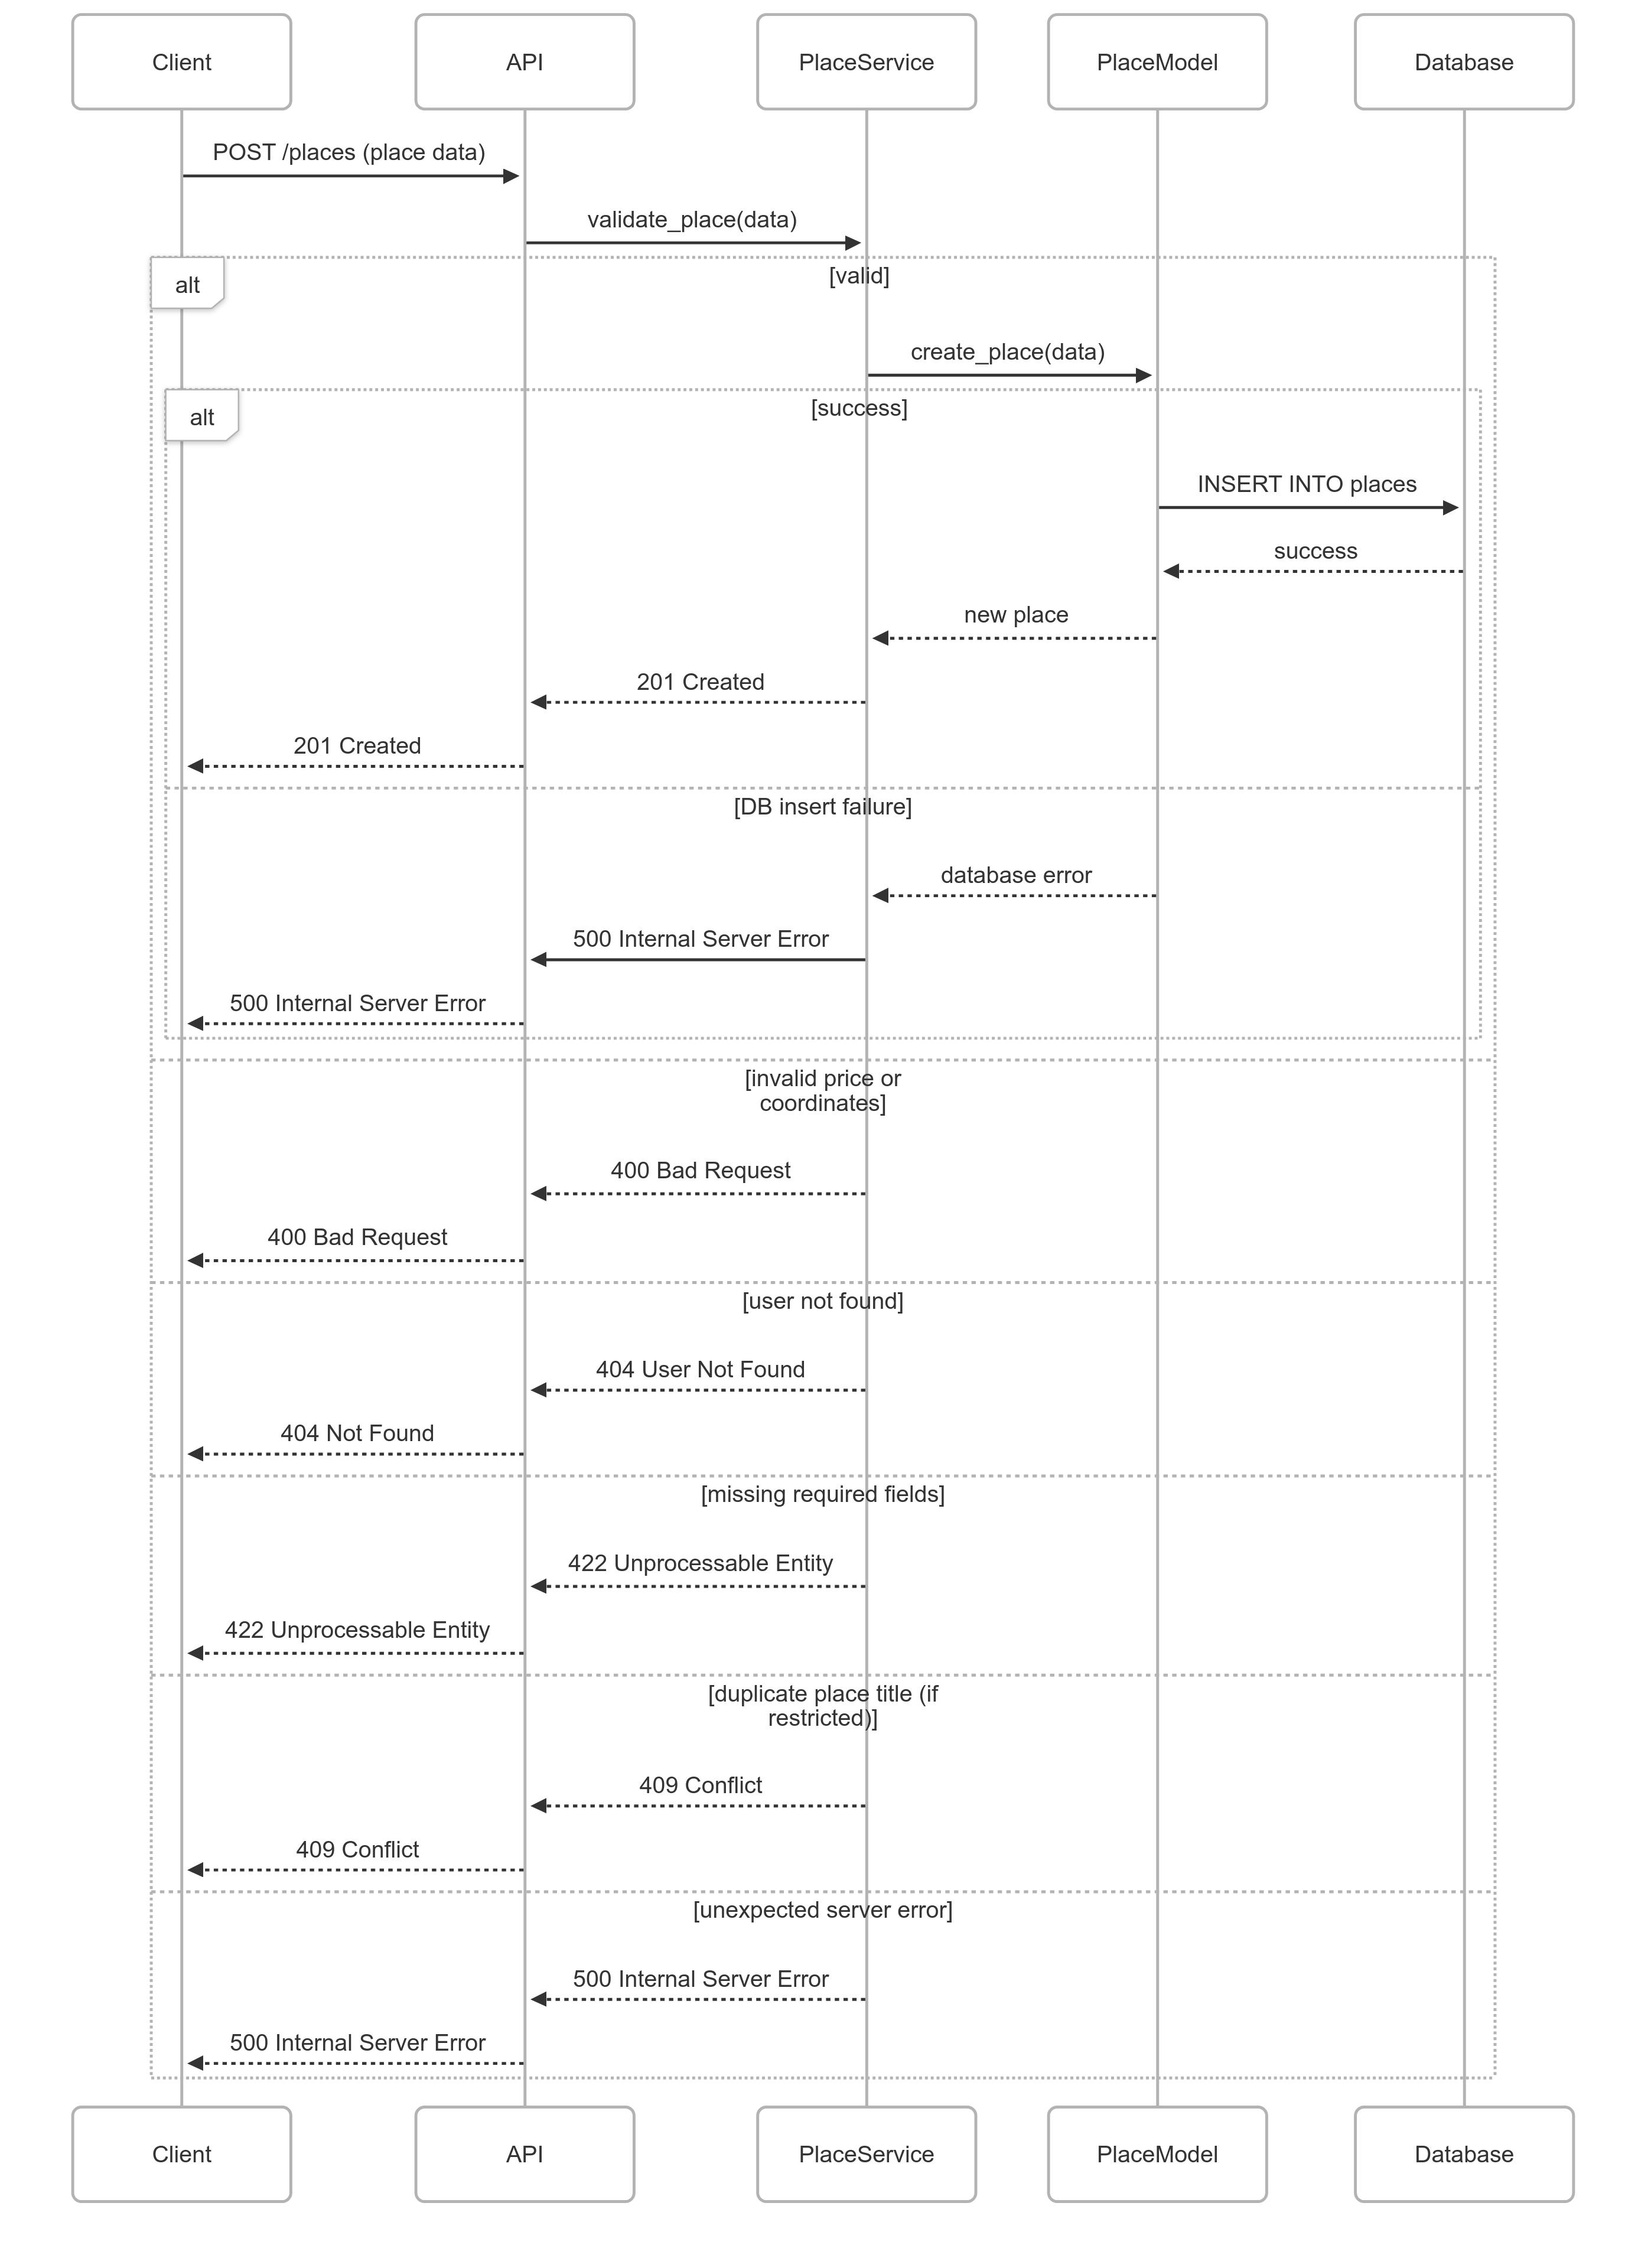 Client
API
PlaceService
PlaceModel
Database
POST /places (place data)
validate_place(data)
alt
[valid]
create_place(data)
alt
[success]
INSERT INTO places
success
new place
201 Created
201 Created
[DB insert failure]
database error
500 Internal Server Error
500 Internal Server Error
[invalid price or
coordinates]
400 Bad Request
400 Bad Request
[user not found]
404 User Not Found
404 Not Found
[missing required fields]
422 Unprocessable Entity
422 Unprocessable Entity
[duplicate place title (if
restricted)]
409 Conflict
409 Conflict
[unexpected server error]
500 Internal Server Error
500 Internal Server Error
Client
API
PlaceService
PlaceModel
Database